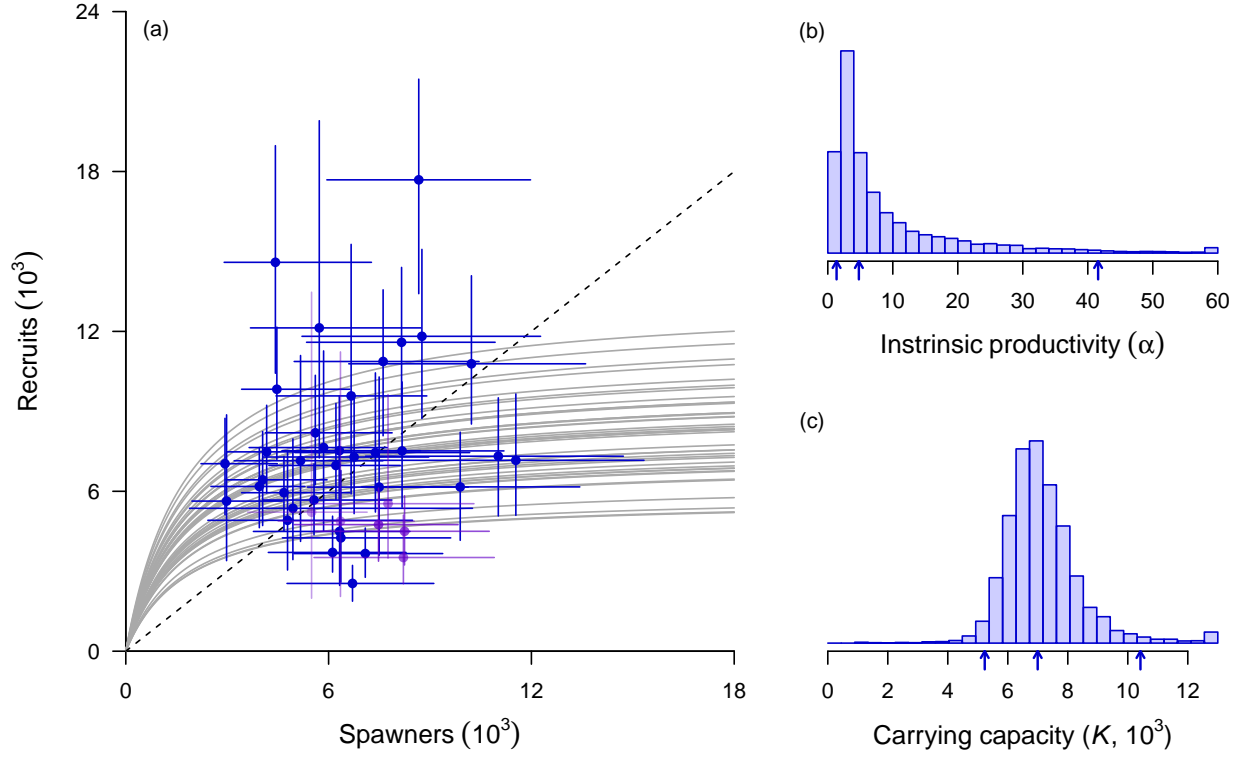 (a)
24
18
12
6
0
Recruits (10³)
0 6 12 18
Spawners (10³)
(b)
0 10 20 30 40 50 60
Instrinsic productivity (α)
(c)
0 2 4 6 8 10 12
Carrying capacity (K, 10³)